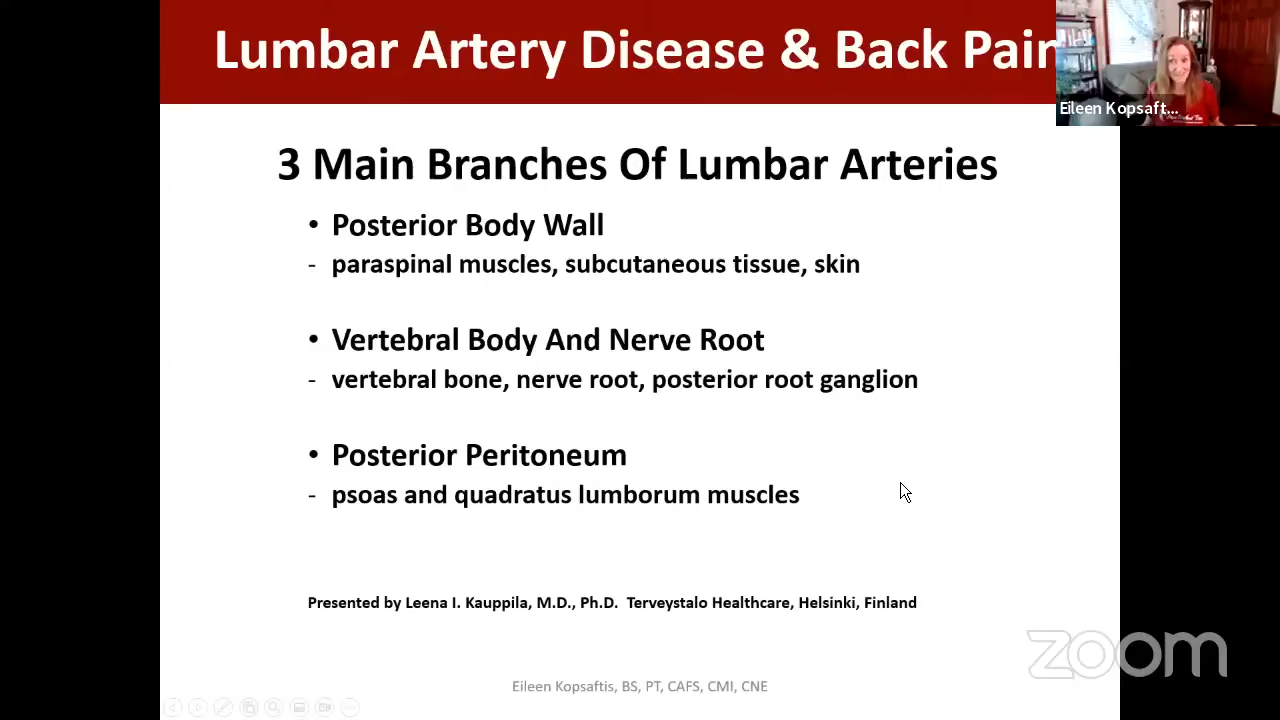 Lumbar Artery Disease & Back Pain
Eileen Kopsaft...
3 Main Branches Of Lumbar Arteries
• Posterior Body Wall
- paraspinal muscles, subcutaneous tissue, skin
• Vertebral Body And Nerve Root
- vertebral bone, nerve root, posterior root ganglion
• Posterior Peritoneum
- psoas and quadratus lumborum muscles
Presented by Leena I. Kauppila, M.D., Ph.D. Terveystalo Healthcare, Helsinki, Finland
zoom
Eileen Kopsaftis, BS, PT, CAFS, CMI, CNE